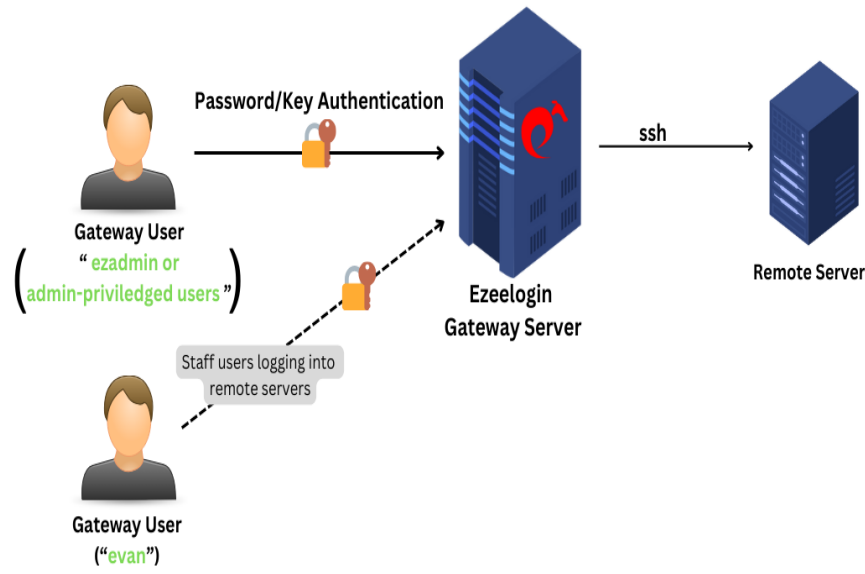 Password/Key Authentication
ssh
Gateway User
“ ezadmin or
admin-priviledged users ”
Ezeelogin
Gateway Server
Remote Server
Staff users logging into
remote servers
Gateway User
(“evan”)